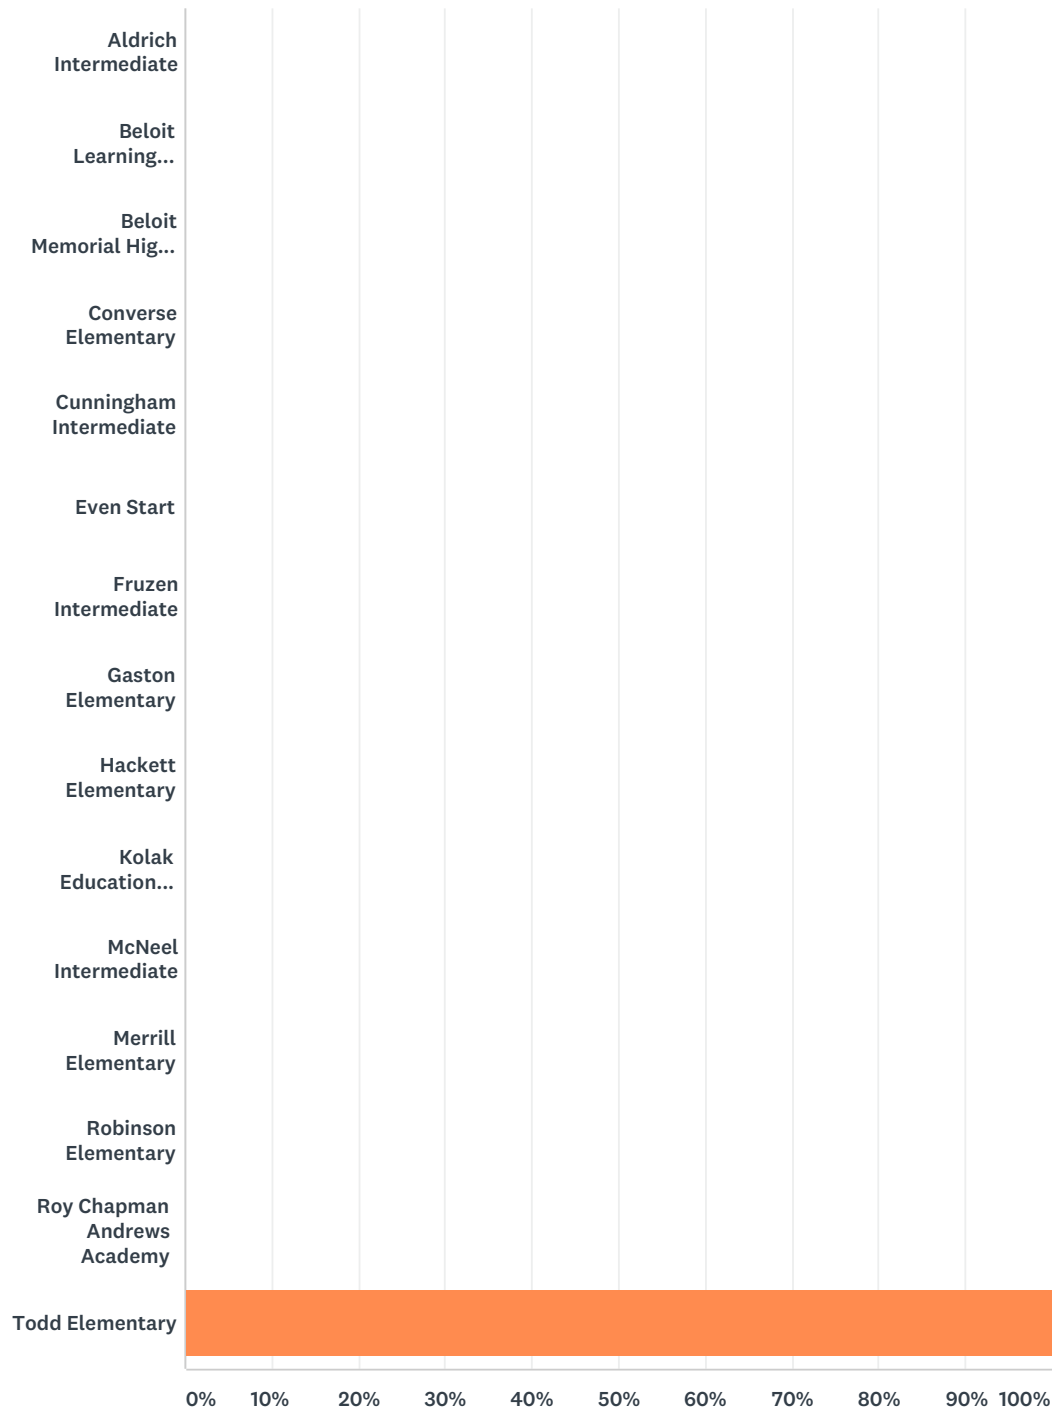 Aldrich
Intermediate
Beloit
Learning...
Beloit
Memorial Hig...
Converse
Elementary
Cunningham
Intermediate
Even Start
Fruzen
Intermediate
Gaston
Elementary
Hackett
Elementary
Kolak
Education...
McNeel
Intermediate
Merrill
Elementary
Robinson
Elementary
Roy Chapman
Andrews
Academy
Todd Elementary
0% 10% 20% 30% 40% 50% 60% 70% 80% 90% 100%